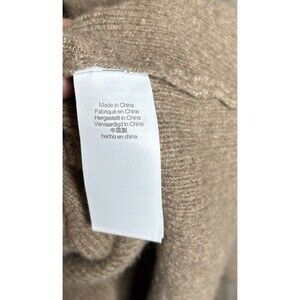 Made in China.
Fabriqué en Chine
Hergestellt in China
Vervaardigd in China
中国製
hecho en china.